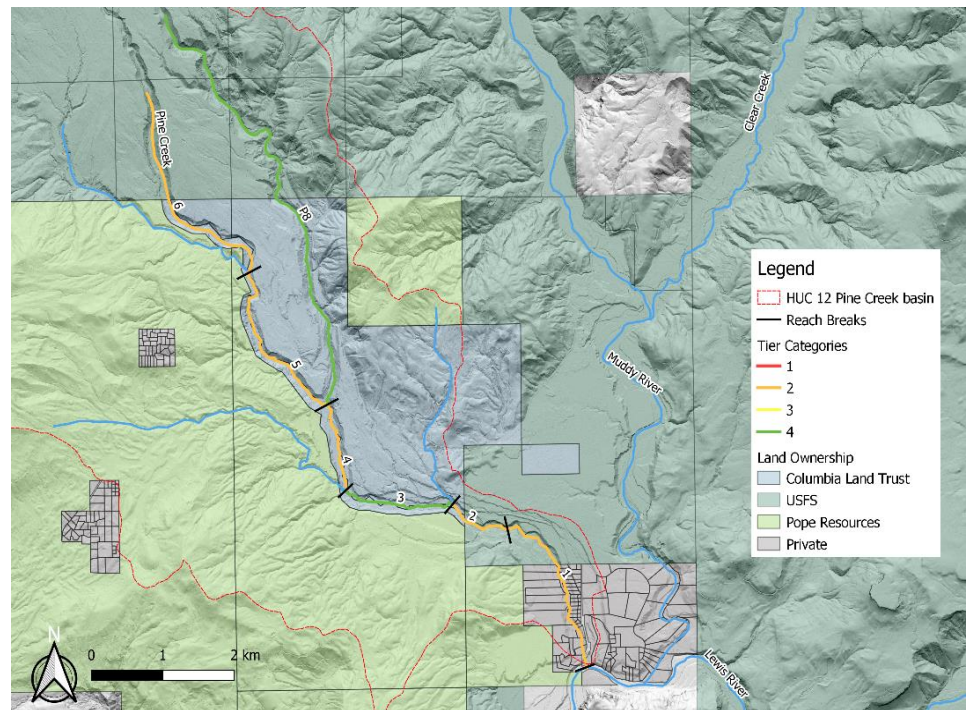 Pine Creek
6
P8
5
4
3
2
1
Clear Creek
Muddy River
Lewis River
Legend
HUC 12 Pine Creek basin
Reach Breaks
Tier Categories
1
2
3
4
Land Ownership
Columbia Land Trust
USFS
Pope Resources
Private
N
0 1 2 km